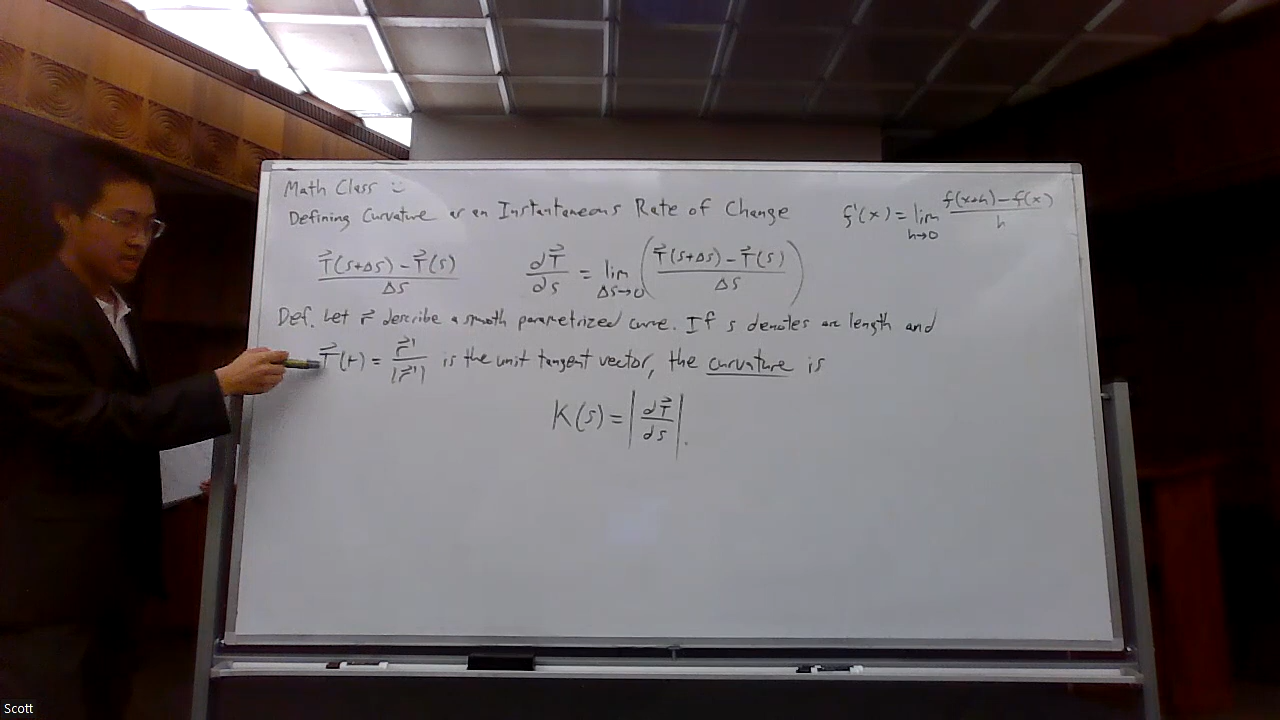 Math Class :)
Defining Curvature as an Instantaneous Rate of Change
f'(x) = lim h→0 f(x+h) - f(x) / h
T⃗(s+Δs) - T⃗(s) / Δs
dT⃗/ds = lim Δs→0 ( T⃗(s+Δs) - T⃗(s) / Δs )
Def. Let r⃗ describe a smooth parametrized curve. If s denotes arc length and
T⃗(t) = r⃗'/|r⃗'| is the unit tangent vector, the curvature is
K(s) = |dT⃗/ds|.
Scott